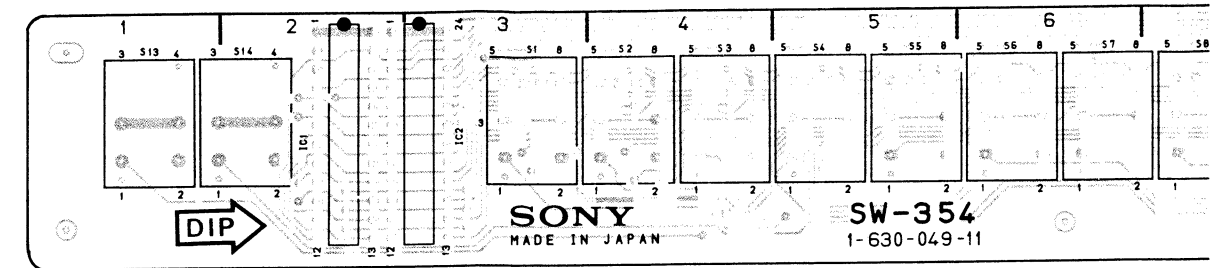 1 2 3 4 5 6
3 S13 4 3 S14 4 1 1 24 5 S1 8 5 S2 8 5 S3 8 5 S4 8 5 S5 8 5 S6 8 5 S7 8 5 S8
IC1 IC2 3
1 2 1 2 1 2 1 2 1 2 1 2 1 2 1 2 1 2 1
DIP
12 13 12 13
SONY
MADE IN JAPAN
SW-354
1-630-049-11